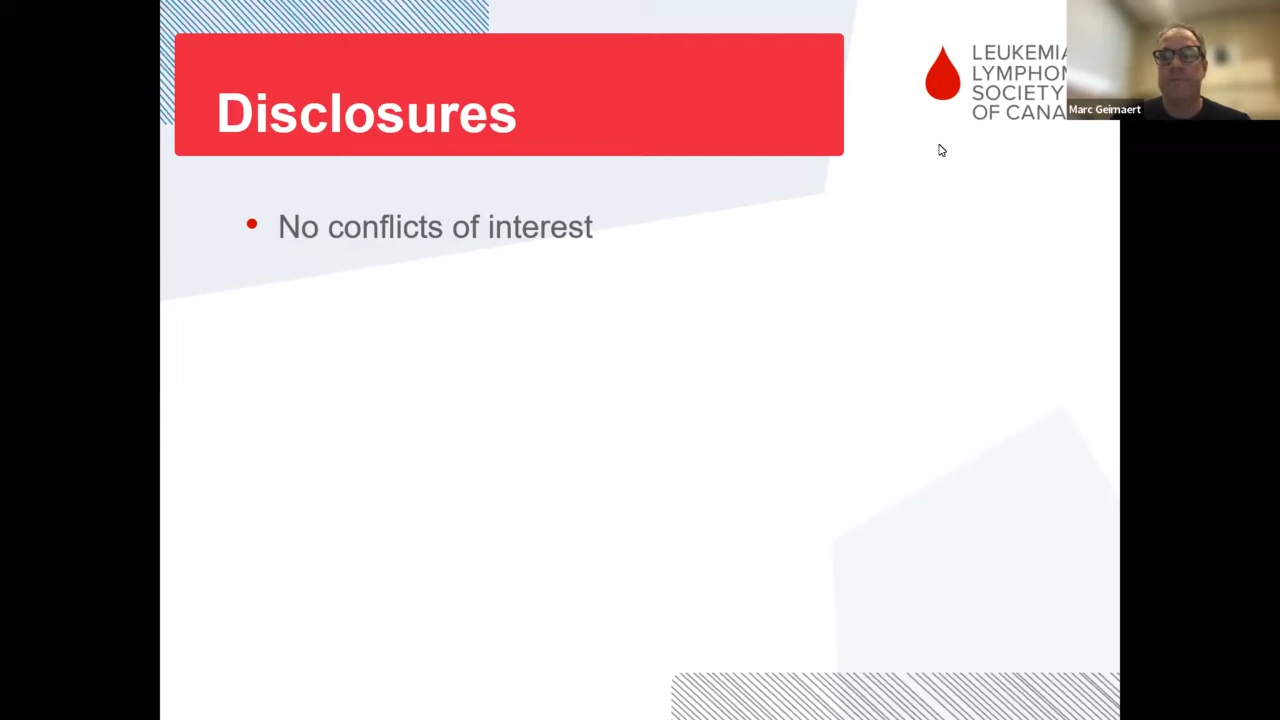 Disclosures
• No conflicts of interest
LEUKEMIA
LYMPHOM
SOCIETY
OF CANA
Marc Geirnaert